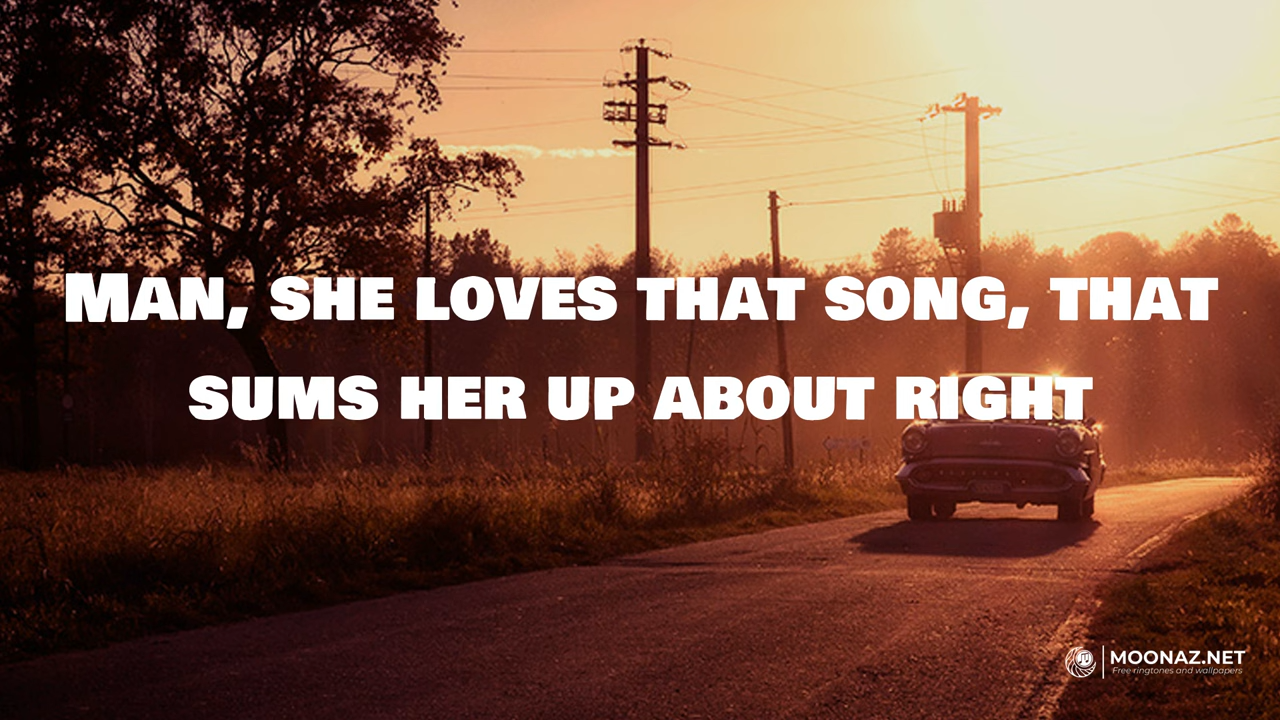 Man, she loves that song, that
sums her up about right
MOONAZ.NET
Free ringtones and wallpapers